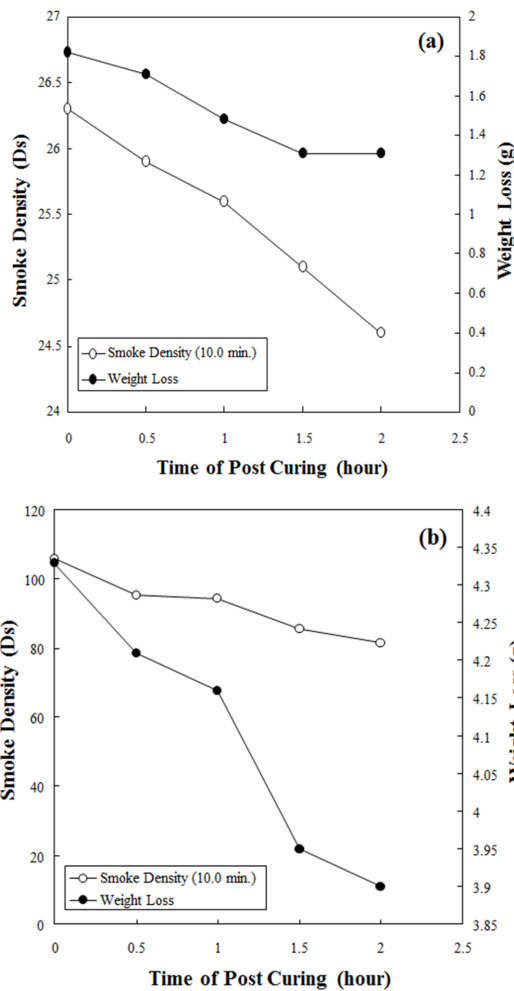 (a)
Smoke Density (Ds)
27
26.5
26
25.5
25
24.5
24
Weight Loss (g)
2
1.8
1.6
1.4
1.2
1
0.8
0.6
0.4
0.2
0
Smoke Density (10.0 min.)
Weight Loss
0 0.5 1 1.5 2 2.5
Time of Post Curing (hour)
(b)
Smoke Density (Ds)
120
100
80
60
40
20
0
4.4
4.35
4.3
4.25
4.2
4.15
4.1
4.05
4
3.95
3.9
3.85
Smoke Density (10.0 min.)
Weight Loss
0 0.5 1 1.5 2 2.5
Time of Post Curing (hour)